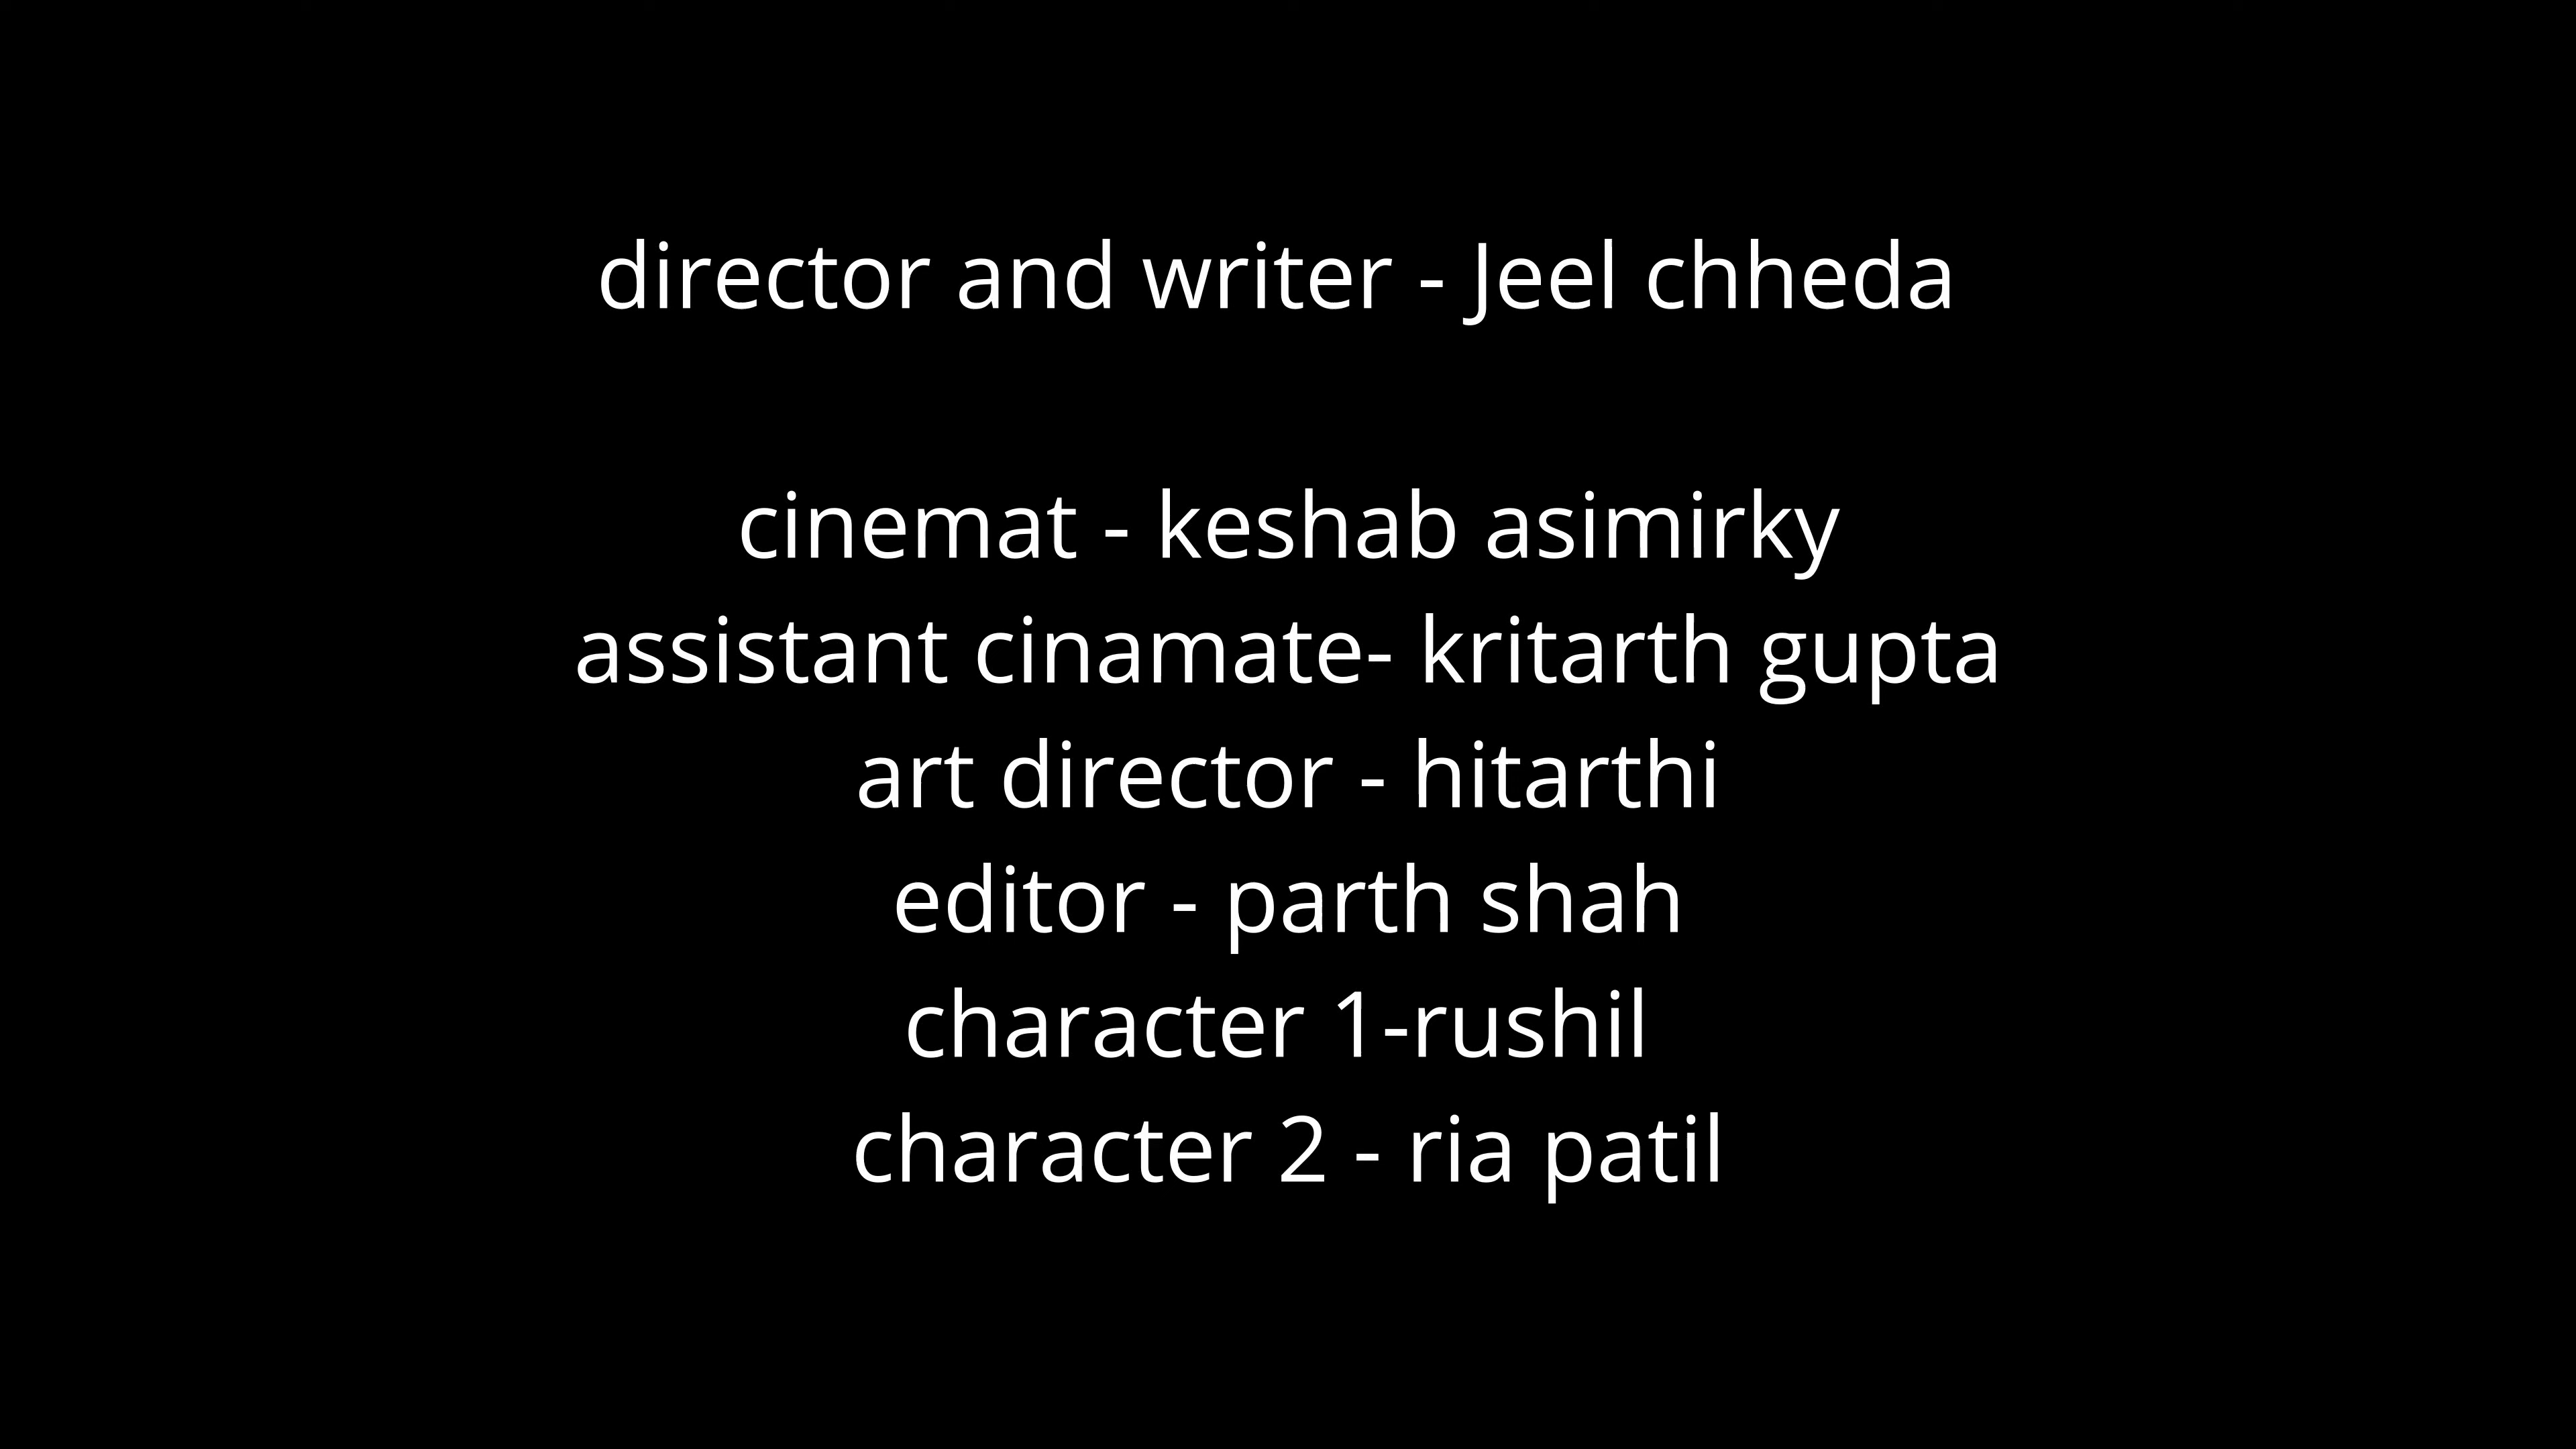 director and writer - Jeel chheda
cinemat - keshab asimirky
assistant cinamate- kritarth gupta
art director - hitarthi
editor - parth shah
character 1-rushil
character 2 - ria patil